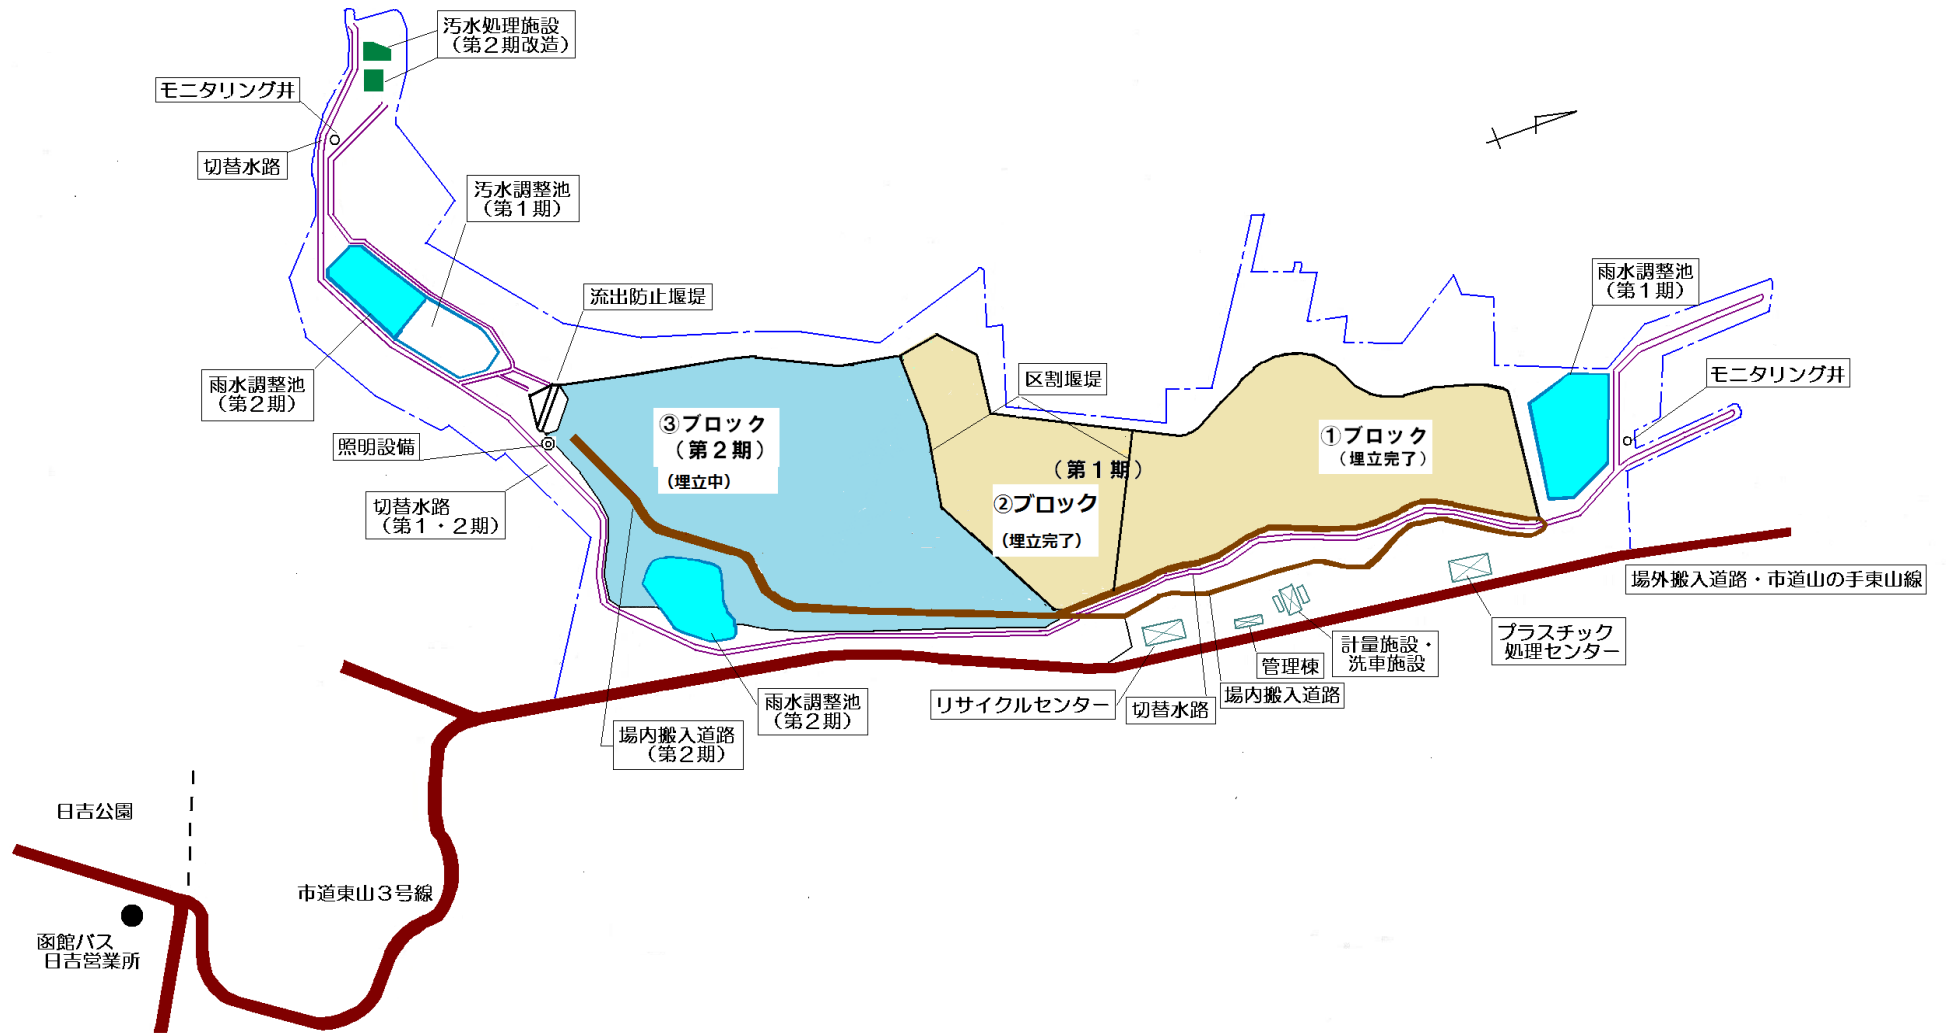 汚水処理施設
（第２期改造）
モニタリング井
切替水路
汚水調整池
（第１期）
流出防止堰堤
雨水調整池
（第１期）
雨水調整池
（第２期）
区割堰堤
モニタリング井
③ブロック
（第２期）
（埋立中）
①ブロック
（埋立完了）
照明設備
（第１期）
②ブロック
（埋立完了）
切替水路
（第１・２期）
場外搬入道路・市道山の手東山線
プラスチック
処理センター
計量施設・
洗車施設
管理棟
場内搬入道路
切替水路
リサイクルセンター
雨水調整池
（第２期）
場内搬入道路
（第２期）
日吉公園
市道東山３号線
函館バス
日吉営業所